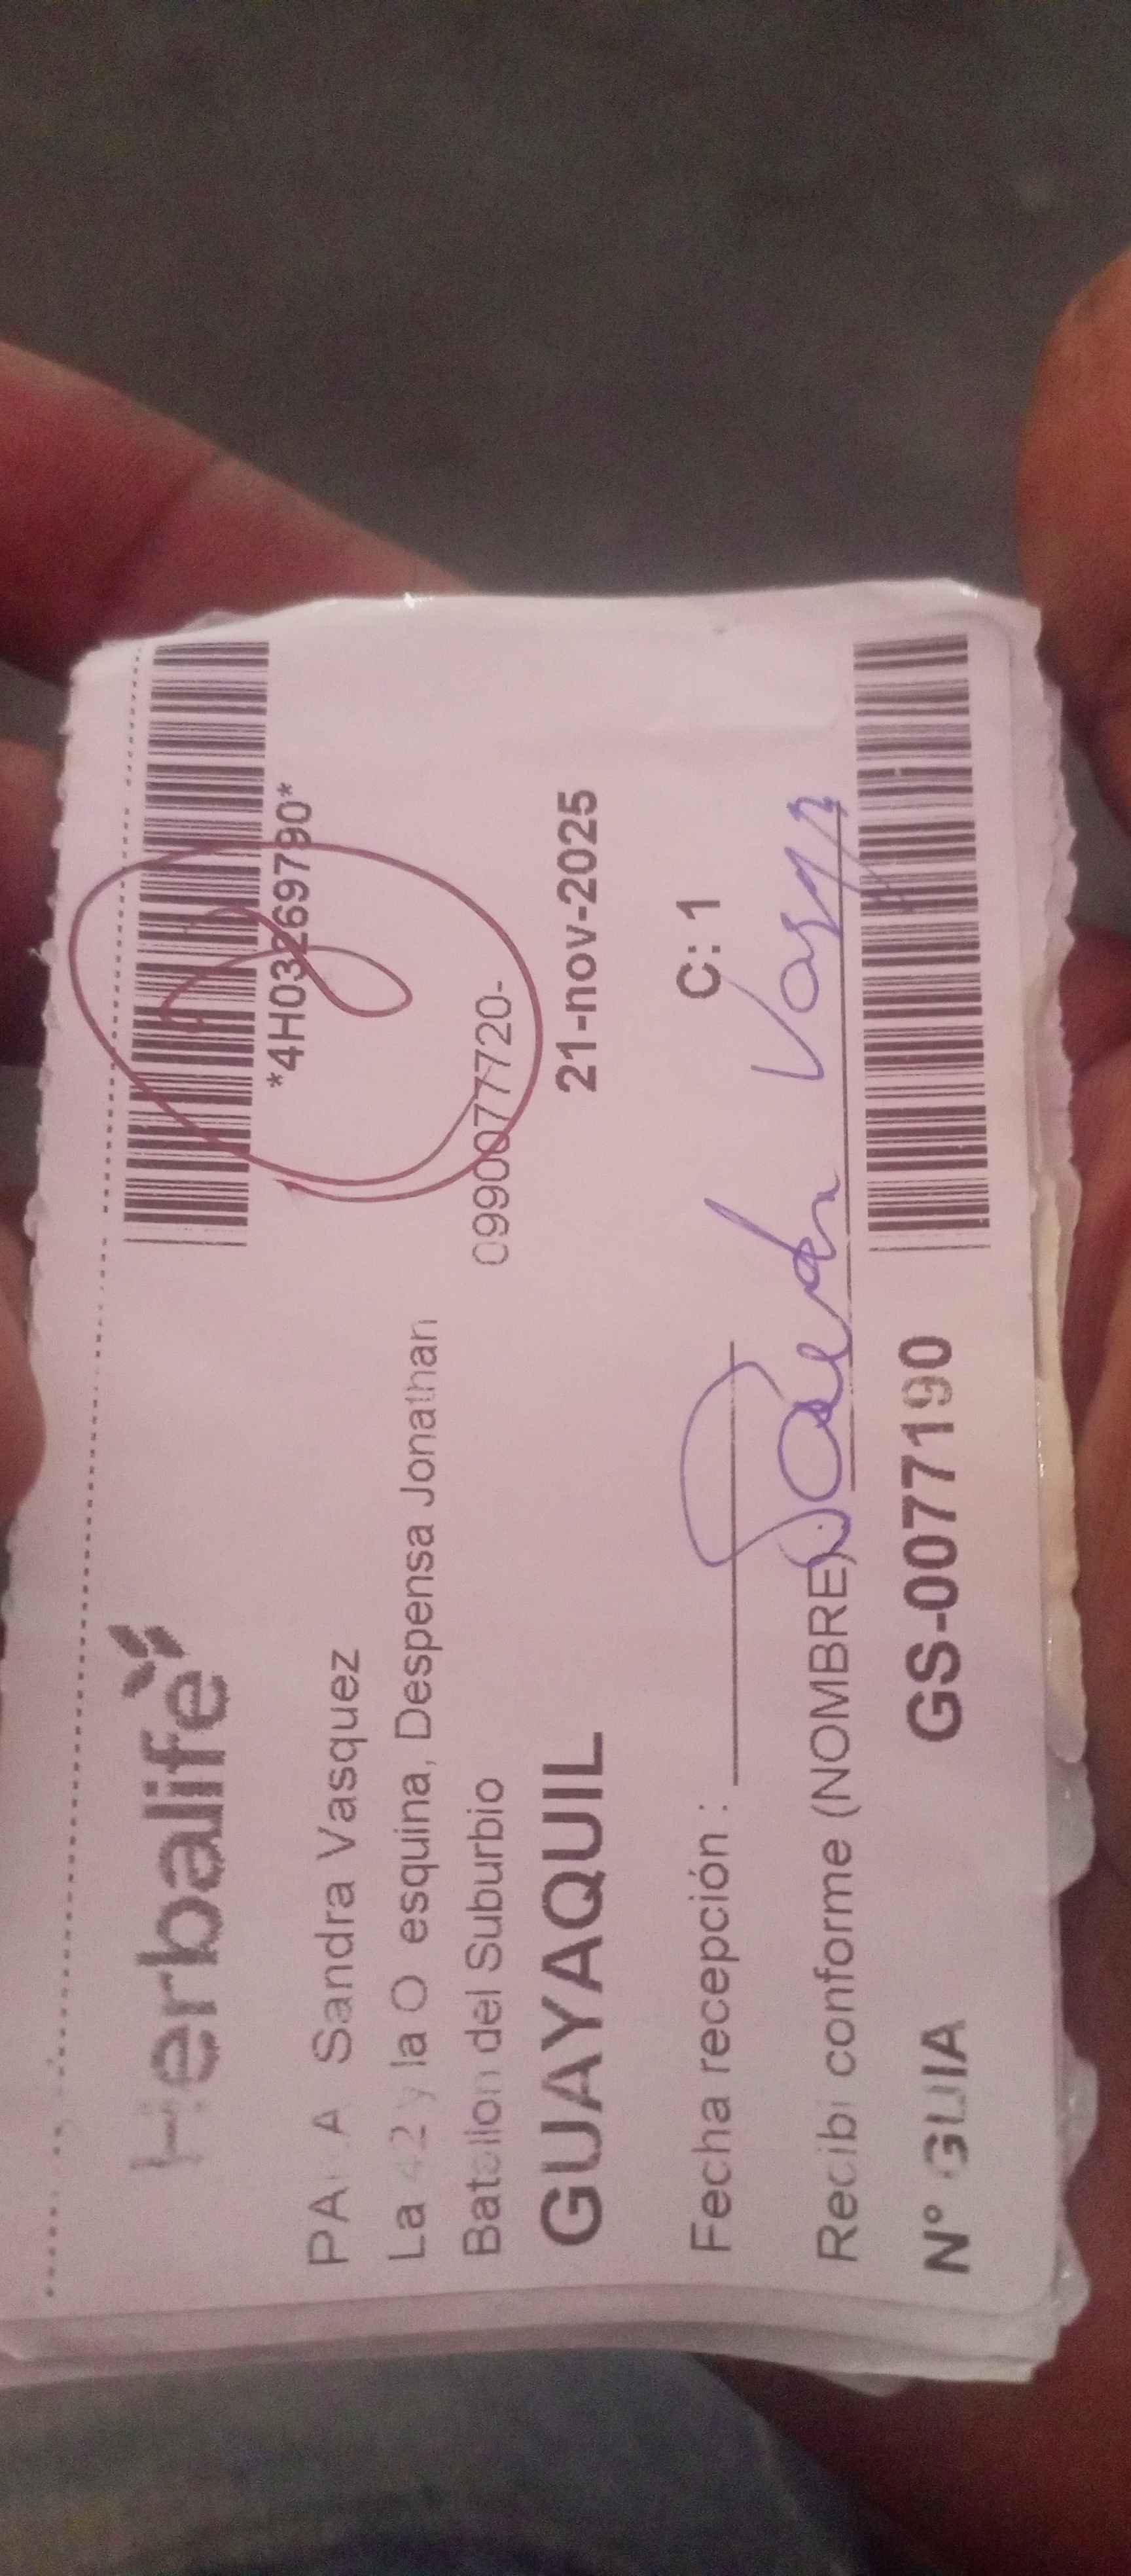 Herbalife
*4H03269790*
PARA Sandra Vasquez
La 42 y la O esquina, Despensa Jonathan
Batallon del Suburbio 0990077720-
GUAYAQUIL 21-nov-2025
Fecha recepción : C: 1
Recibi conforme (NOMBRE)
N° GUIA GS-0077190